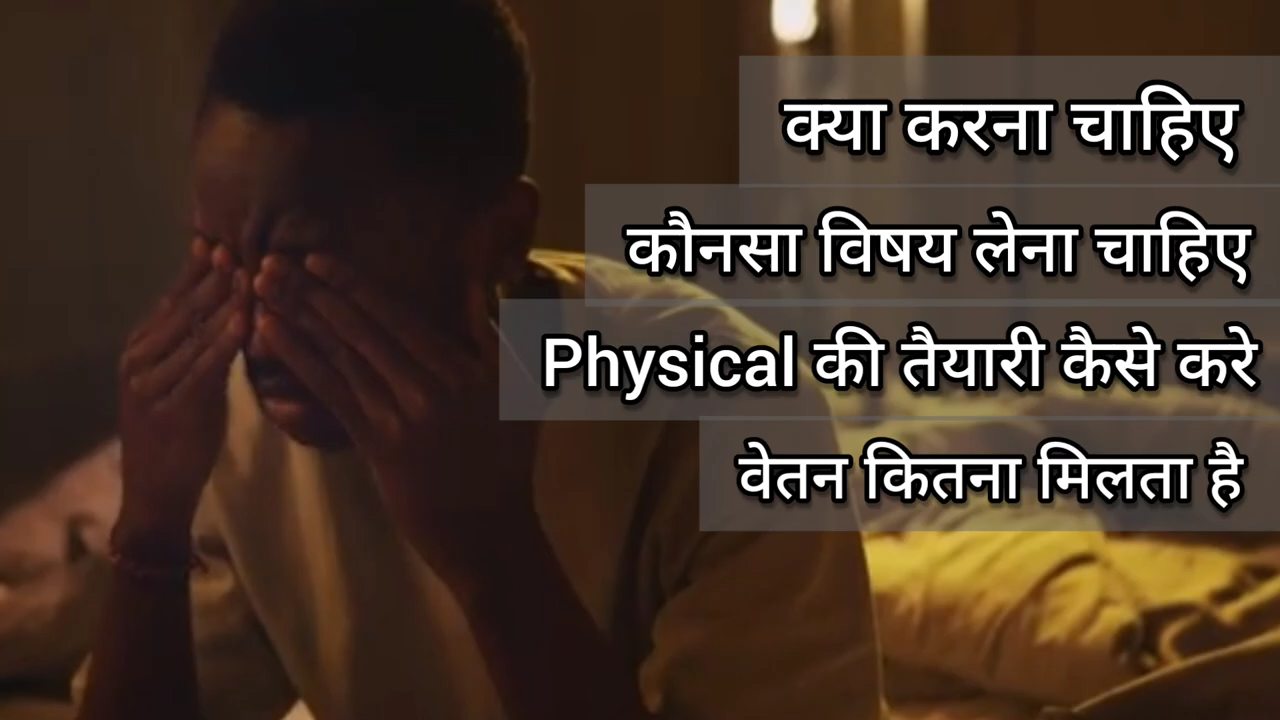 क्या करना चाहिए
कौनसा विषय लेना चाहिए
Physical की तैयारी कैसे करे
वेतन कितना मिलता है